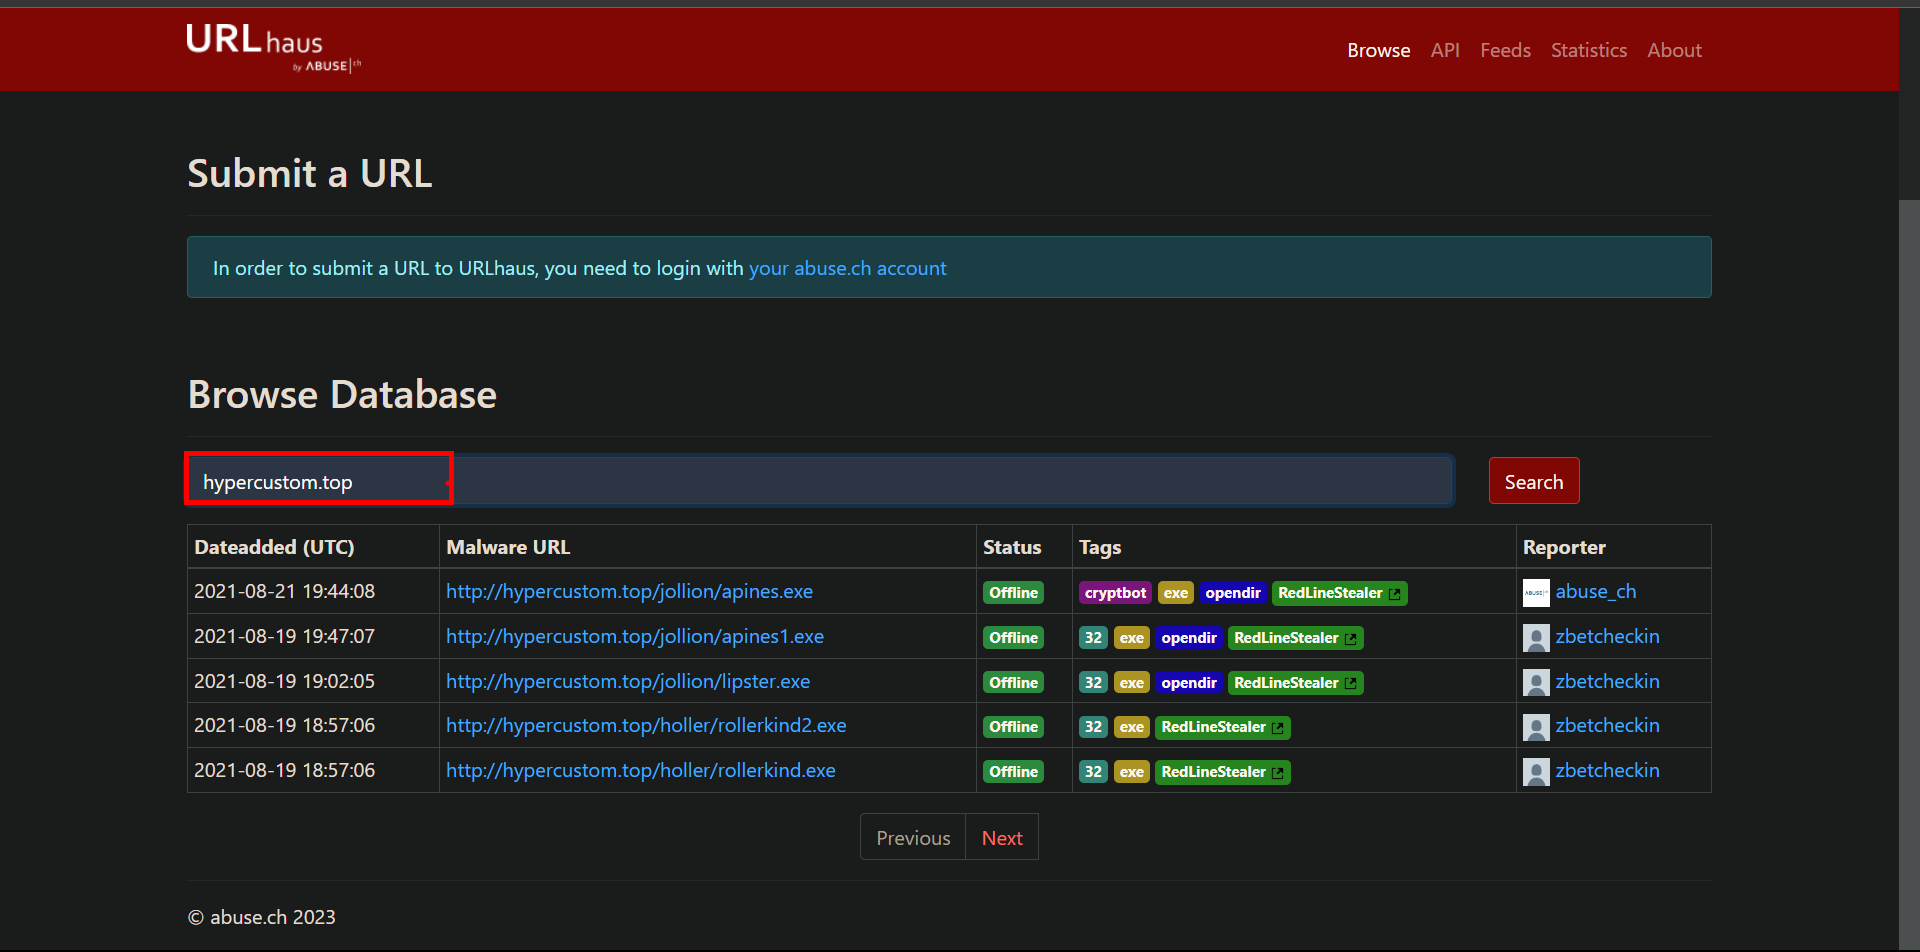 URLhaus
by ABUSE|ch
Browse API Feeds Statistics About
Submit a URL
In order to submit a URL to URLhaus, you need to login with your abuse.ch account
Browse Database
hypercustom.top
Search
Dateadded (UTC) Malware URL Status Tags Reporter
2021-08-21 19:44:08 http://hypercustom.top/jollion/apines.exe Offline cryptbot exe opendir RedLineStealer abuse_ch
2021-08-19 19:47:07 http://hypercustom.top/jollion/apines1.exe Offline 32 exe opendir RedLineStealer zbetcheckin
2021-08-19 19:02:05 http://hypercustom.top/jollion/lipster.exe Offline 32 exe opendir RedLineStealer zbetcheckin
2021-08-19 18:57:06 http://hypercustom.top/holler/rollerkind2.exe Offline 32 exe RedLineStealer zbetcheckin
2021-08-19 18:57:06 http://hypercustom.top/holler/rollerkind.exe Offline 32 exe RedLineStealer zbetcheckin
Previous Next
© abuse.ch 2023